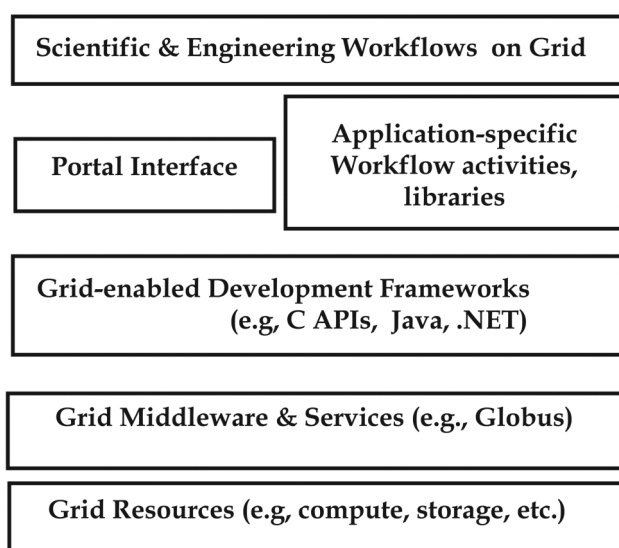 Scientific & Engineering Workflows on Grid
Portal Interface
Application-specific
Workflow activities,
libraries
Grid-enabled Development Frameworks
(e.g, C APIs, Java, .NET)
Grid Middleware & Services (e.g., Globus)
Grid Resources (e.g, compute, storage, etc.)